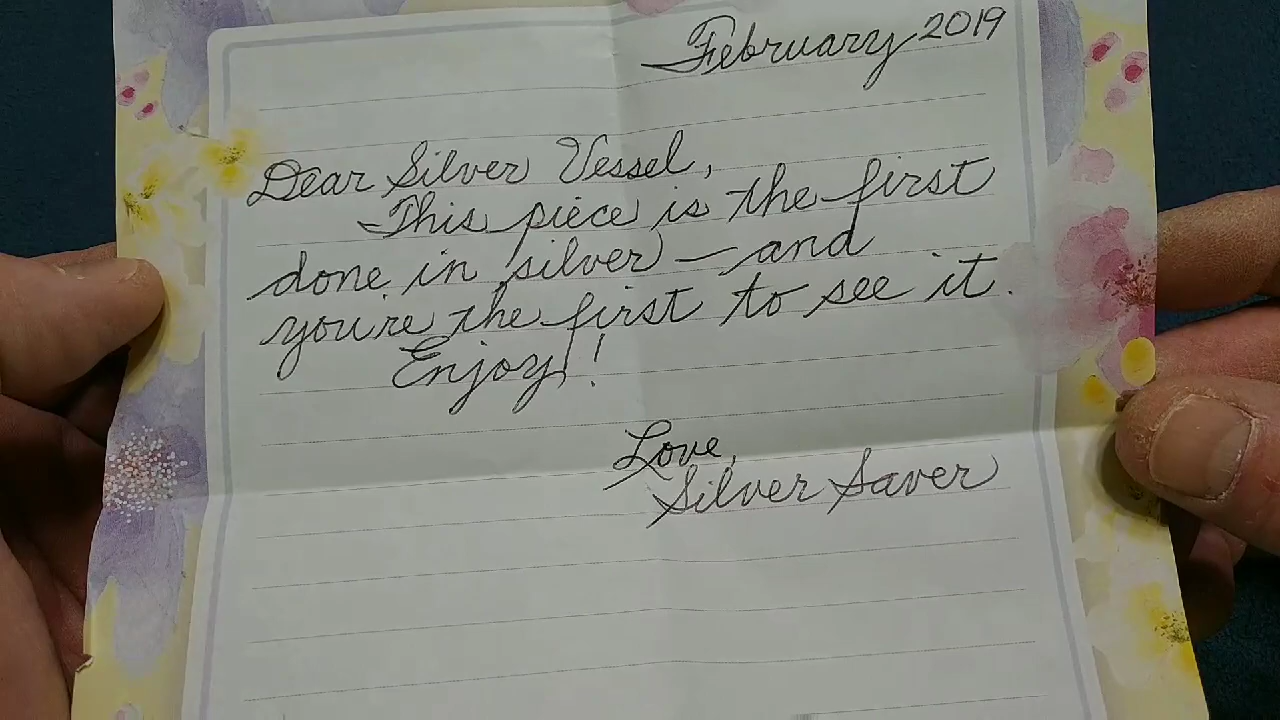 February 2019
Dear Silver Vessel,
This piece is the first
done in silver - and
you're the first to see it.
Enjoy!
Love,
Silver Saver